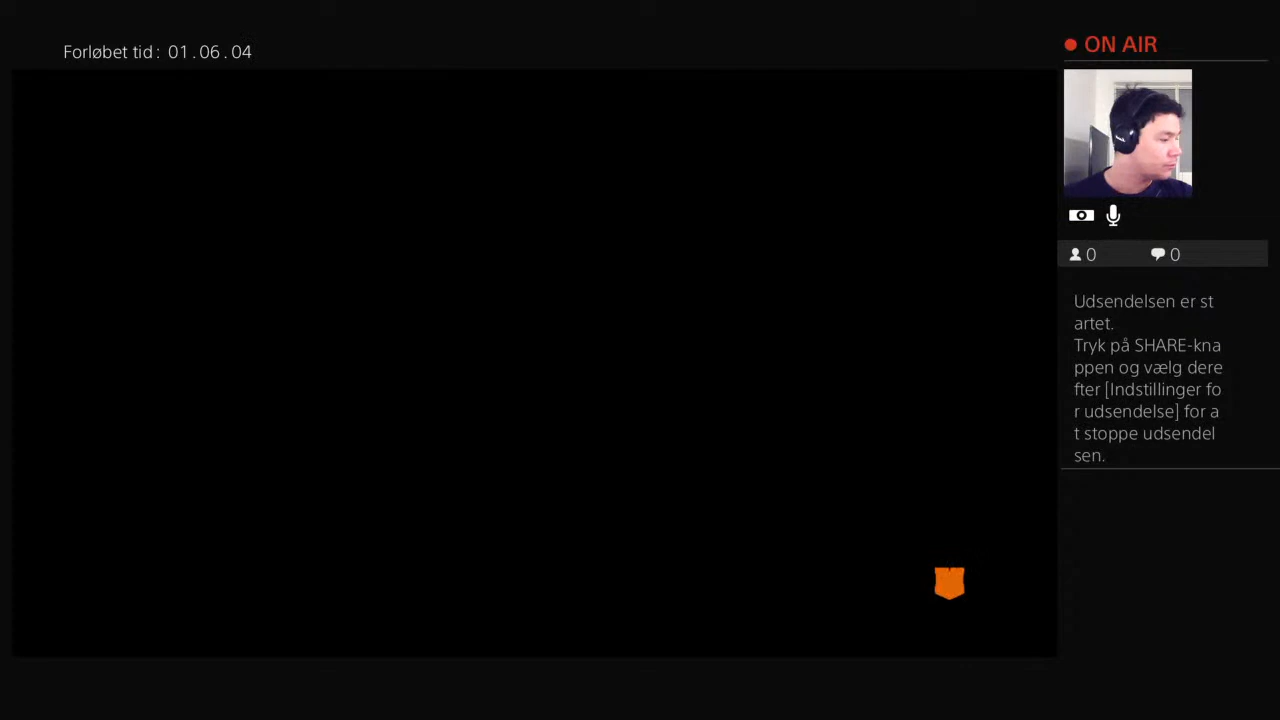 Forløbet tid: 01.06.04
ON AIR
0 0
Udsendelsen er st
artet.
Tryk på SHARE-kna
ppen og vælg dere
fter [Indstillinger fo
r udsendelse] for a
t stoppe udsendel
sen.